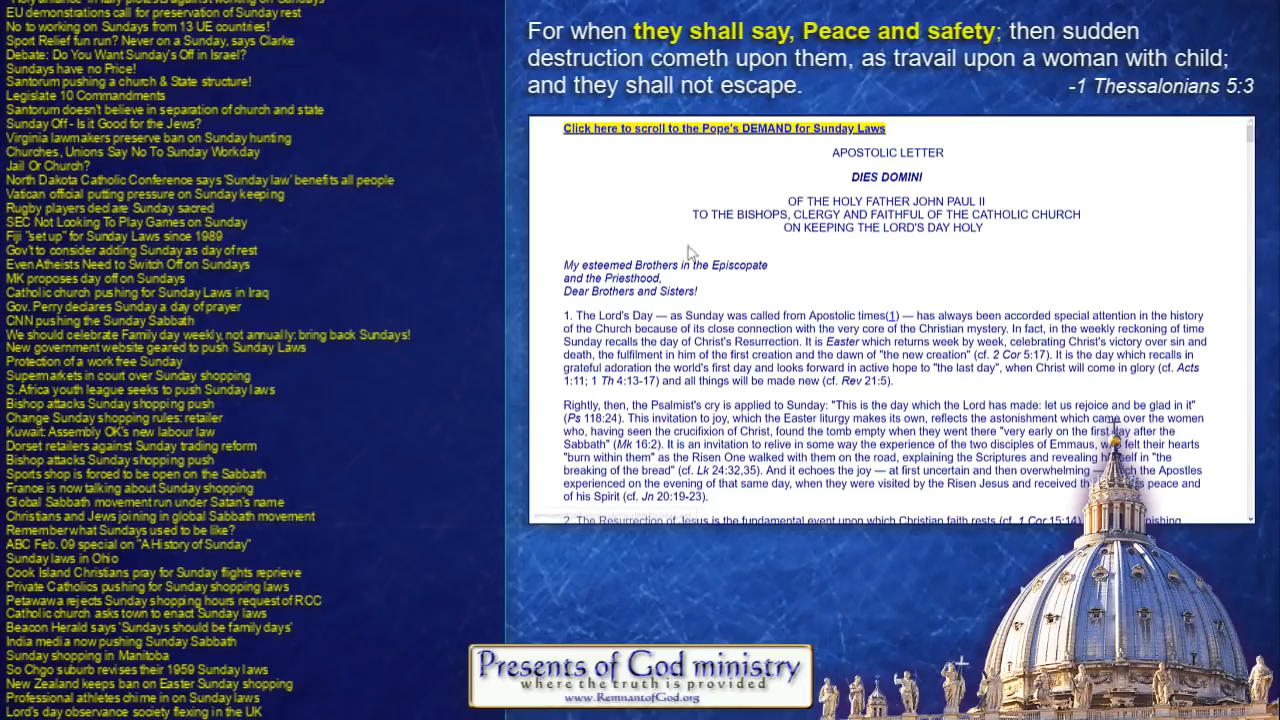 "Holy alliance" in Italy protests against working on Sundays
EU demonstrations call for preservation of Sunday rest
No to working on Sundays from 13 UE countries!
Sport Relief fun run? Never on a Sunday, says Clarke
Debate: Do You Want Sunday's Off in Israel?
Sundays have no Price!
Santorum pushing a church & State structure!
Legislate 10 Commandments
Santorum doesn't believe in separation of church and state
Sunday Off - Is it Good for the Jews?
Virginia lawmakers preserve ban on Sunday hunting
Churches, Unions Say No To Sunday Workday
Jail Or Church?
North Dakota Catholic Conference says 'Sunday law' benefits all people
Vatican official putting pressure on Sunday keeping
Rugby players declare Sunday sacred
SEC Not Looking To Play Games on Sunday
Fiji "set up" for Sunday Laws since 1989
Gov't to consider adding Sunday as day of rest
Even Atheists Need to Switch Off on Sundays
MK proposes day off on Sundays
Catholic church pushing for Sunday Laws in Iraq
Gov. Perry declares Sunday a day of prayer
CNN pushing the Sunday Sabbath
We should celebrate Family day weekly, not annually: bring back Sundays!
New government website geared to push Sunday Laws
Protection of a work free Sunday
Supermarkets in court over Sunday shopping
S.Africa youth league seeks to push Sunday laws
Bishop attacks Sunday shopping push
Change Sunday shopping rules: retailer
Kuwait: Assembly OK's new labour law
Dorset retailers against Sunday trading reform
Bishop attacks Sunday shopping push
Sports shop is forced to be open on the Sabbath
France is now talking about Sunday shopping
Global Sabbath movement run under Satan's name
Christians and Jews joining in global Sabbath movement
Remember what Sundays used to be like?
ABC Feb. 09 special on "A History of Sunday"
Sunday laws in Ohio
Cook Island Christians pray for Sunday flights reprieve
Private Catholics pushing for Sunday shopping laws
Petawawa rejects Sunday shopping hours request of RCC
Catholic church asks town to enact Sunday laws
Beacon Herald says 'Sundays should be family days'
India media now pushing Sunday Sabbath
Sunday shopping in Manitoba
So Chgo suburb revises their 1959 Sunday laws
New Zealand keeps ban on Easter Sunday shopping
Professional athletes chime in on Sunday laws
Lord's day observance society flexing in the UK
For when they shall say, Peace and safety; then sudden
destruction cometh upon them, as travail upon a woman with child;
and they shall not escape. -1 Thessalonians 5:3
Click here to scroll to the Pope's DEMAND for Sunday Laws
APOSTOLIC LETTER
DIES DOMINI
OF THE HOLY FATHER JOHN PAUL II
TO THE BISHOPS, CLERGY AND FAITHFUL OF THE CATHOLIC CHURCH
ON KEEPING THE LORD'S DAY HOLY
My esteemed Brothers in the Episcopate
and the Priesthood,
Dear Brothers and Sisters!
1. The Lord's Day — as Sunday was called from Apostolic times(1) — has always been accorded special attention in the history
of the Church because of its close connection with the very core of the Christian mystery. In fact, in the weekly reckoning of time
Sunday recalls the day of Christ's Resurrection. It is Easter which returns week by week, celebrating Christ's victory over sin and
death, the fulfilment in him of the first creation and the dawn of "the new creation" (cf. 2 Cor 5:17). It is the day which recalls in
grateful adoration the world's first day and looks forward in active hope to "the last day", when Christ will come in glory (cf. Acts
1:11; 1 Th 4:13-17) and all things will be made new (cf. Rev 21:5).
Rightly, then, the Psalmist's cry is applied to Sunday: "This is the day which the Lord has made: let us rejoice and be glad in it"
(Ps 118:24). This invitation to joy, which the Easter liturgy makes its own, reflects the astonishment which came over the women
who, having seen the crucifixion of Christ, found the tomb empty when they went there "very early on the first day after the
Sabbath" (Mk 16:2). It is an invitation to relive in some way the experience of the two disciples of Emmaus, felt their hearts
"burn within them" as the Risen One walked with them on the road, explaining the Scriptures and revealing himself in "the
breaking of the bread" (cf. Lk 24:32,35). And it echoes the joy — at first uncertain and then overwhelming — the Apostles
experienced on the evening of that same day, when they were visited by the Risen Jesus and received peace and
of his Spirit (cf. Jn 20:19-23).
2. The Resurrection of Jesus is the fundamental event upon which Christian faith rests (cf. 1 Cor 15:14)
Presents of God ministry
where the truth is provided
www.RemnantofGod.org